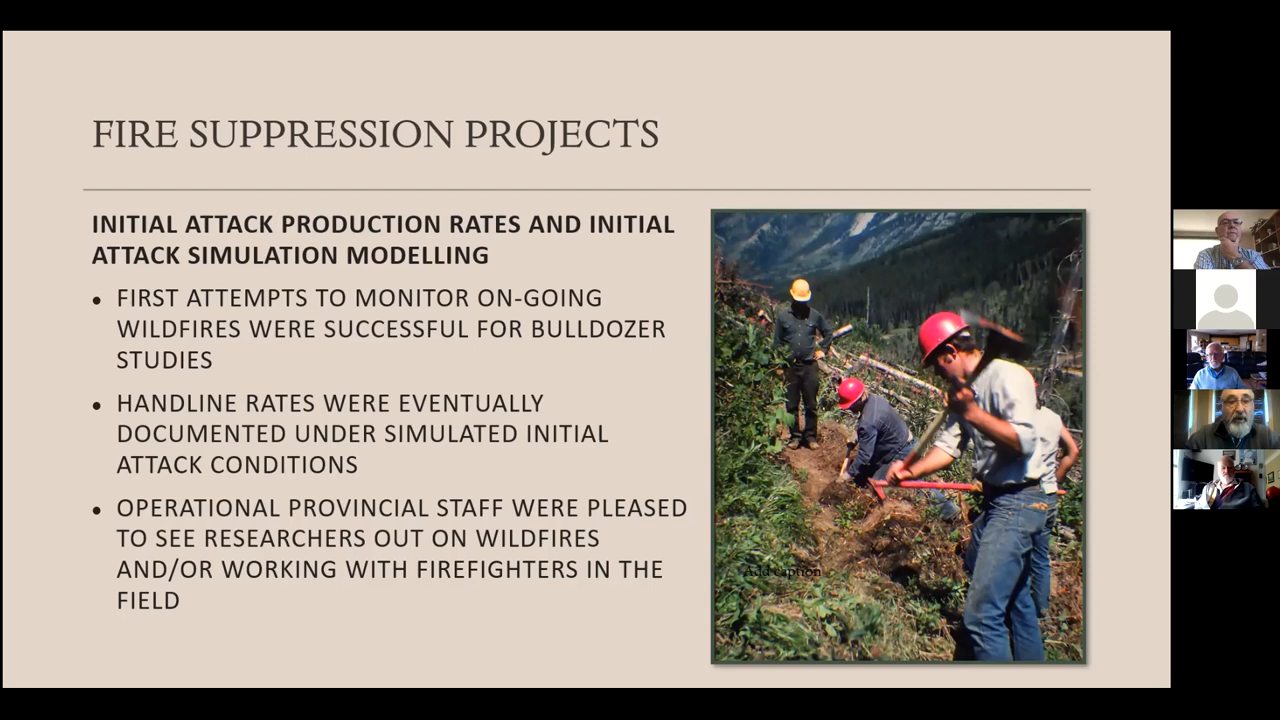 FIRE SUPPRESSION PROJECTS
INITIAL ATTACK PRODUCTION RATES AND INITIAL
ATTACK SIMULATION MODELLING
• FIRST ATTEMPTS TO MONITOR ON-GOING
WILDFIRES WERE SUCCESSFUL FOR BULLDOZER
STUDIES
• HANDLINE RATES WERE EVENTUALLY
DOCUMENTED UNDER SIMULATED INITIAL
ATTACK CONDITIONS
• OPERATIONAL PROVINCIAL STAFF WERE PLEASED
TO SEE RESEARCHERS OUT ON WILDFIRES
AND/OR WORKING WITH FIREFIGHTERS IN THE
FIELD
Add caption